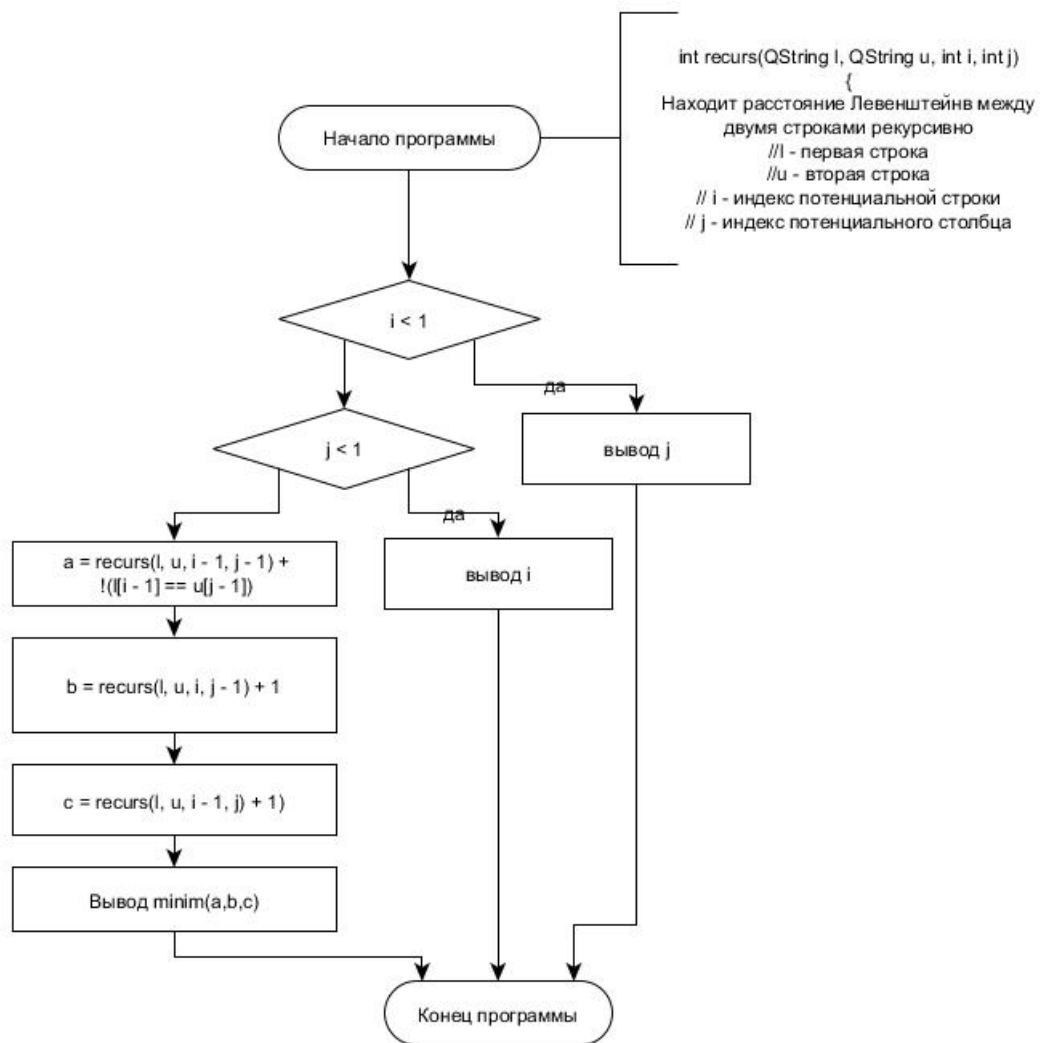 int recurs(QString l, QString u, int i, int j)
{
Находит расстояние Левенштейнв между
двумя строками рекурсивно
//l - первая строка
//u - вторая строка
// i - индекс потенциальной строки
// j - индекс потенциального столбца
Начало программы
i < 1
да
j < 1
вывод j
да
a = recurs(l, u, i - 1, j - 1) +
!(l[i - 1] == u[j - 1])
вывод i
b = recurs(l, u, i, j - 1) + 1
c = recurs(l, u, i - 1, j) + 1)
Вывод minim(a,b,c)
Конец программы